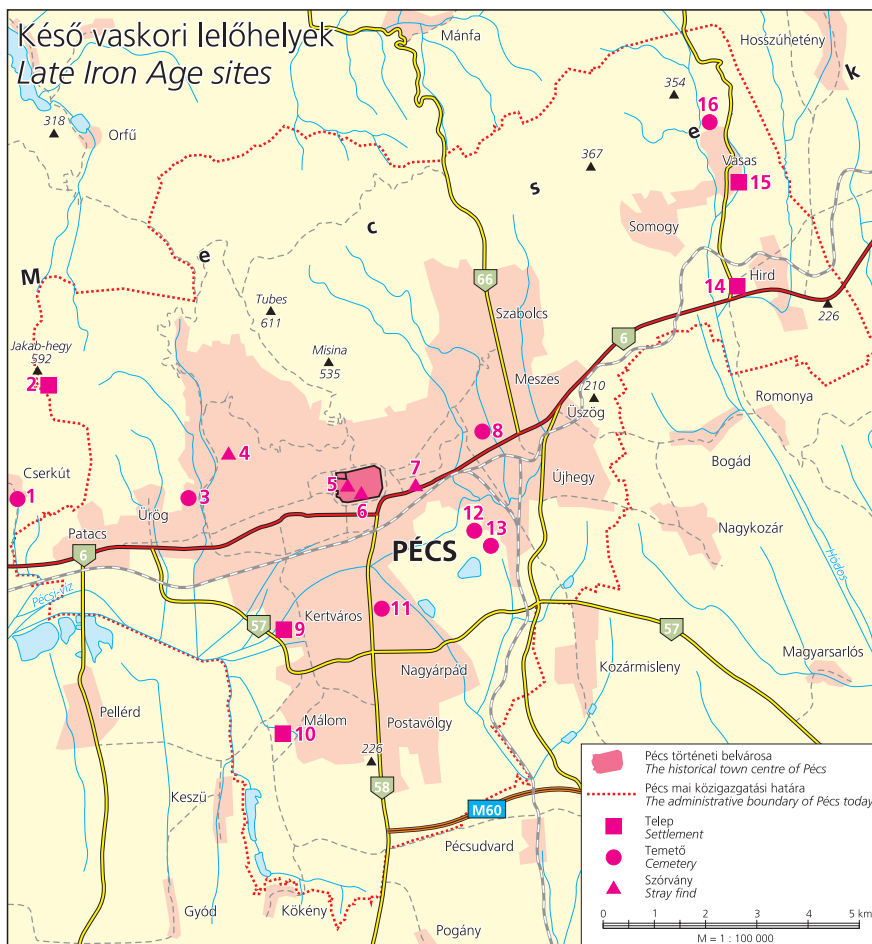 Késő vaskori lelőhelyek
Late Iron Age sites
Mánfa
Hosszúhetény
354
k
16
318
Orfű
e
Vasas
367
15
s
Somogy
c
M
e
Hird
14
66
Tubes
611
Szabolcs
226
6
Jakab-hegy
592
Misina
535
Meszes
2
210
Üszög
Romonya
8
4
Bogád
Cserkút
7
Újhegy
1
3
5
6
Ürög
12
Nagykozár
Patacs
13
6
PÉCS
Hódos
Pécsi-víz
11
57
Kertváros
9
57
Nagyárpád
Kozármisleny
Magyarsarlós
Pellérd
Málom
Postavölgy
10
226
58
Keszü
M60
Pécsudvard
Gyód
Kökény
Pogány
Pécs történeti belvárosa
The historical town centre of Pécs
Pécs mai közigazgatási határa
The administrative boundary of Pécs today
Telep
Settlement
Temető
Cemetery
Szórvány
Stray find
0 1 2 3 4 5 km
M = 1 : 100 000